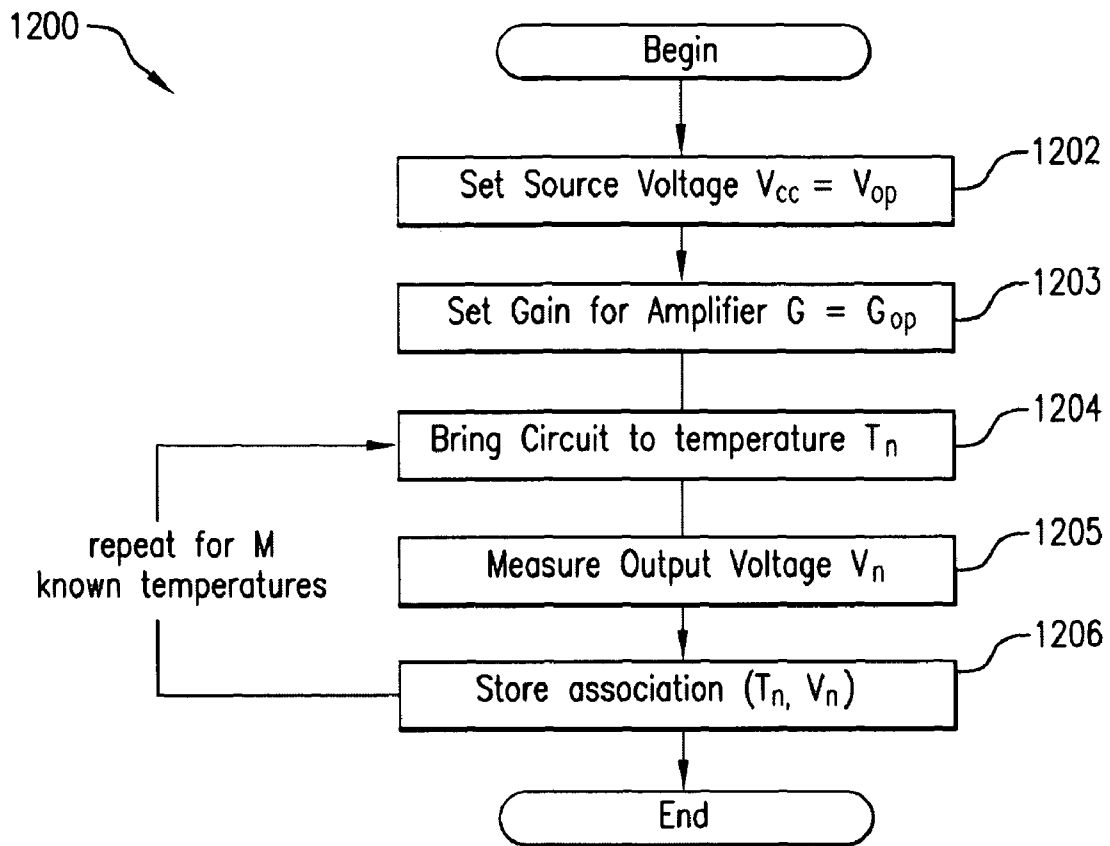 1200
Begin
1202
Set Source Voltage Vcc = Vop
1203
Set Gain for Amplifier G = Gop
1204
Bring Circuit to temperature Tn
repeat for M
known temperatures
1205
Measure Output Voltage Vn
1206
Store association (Tn, Vn)
End